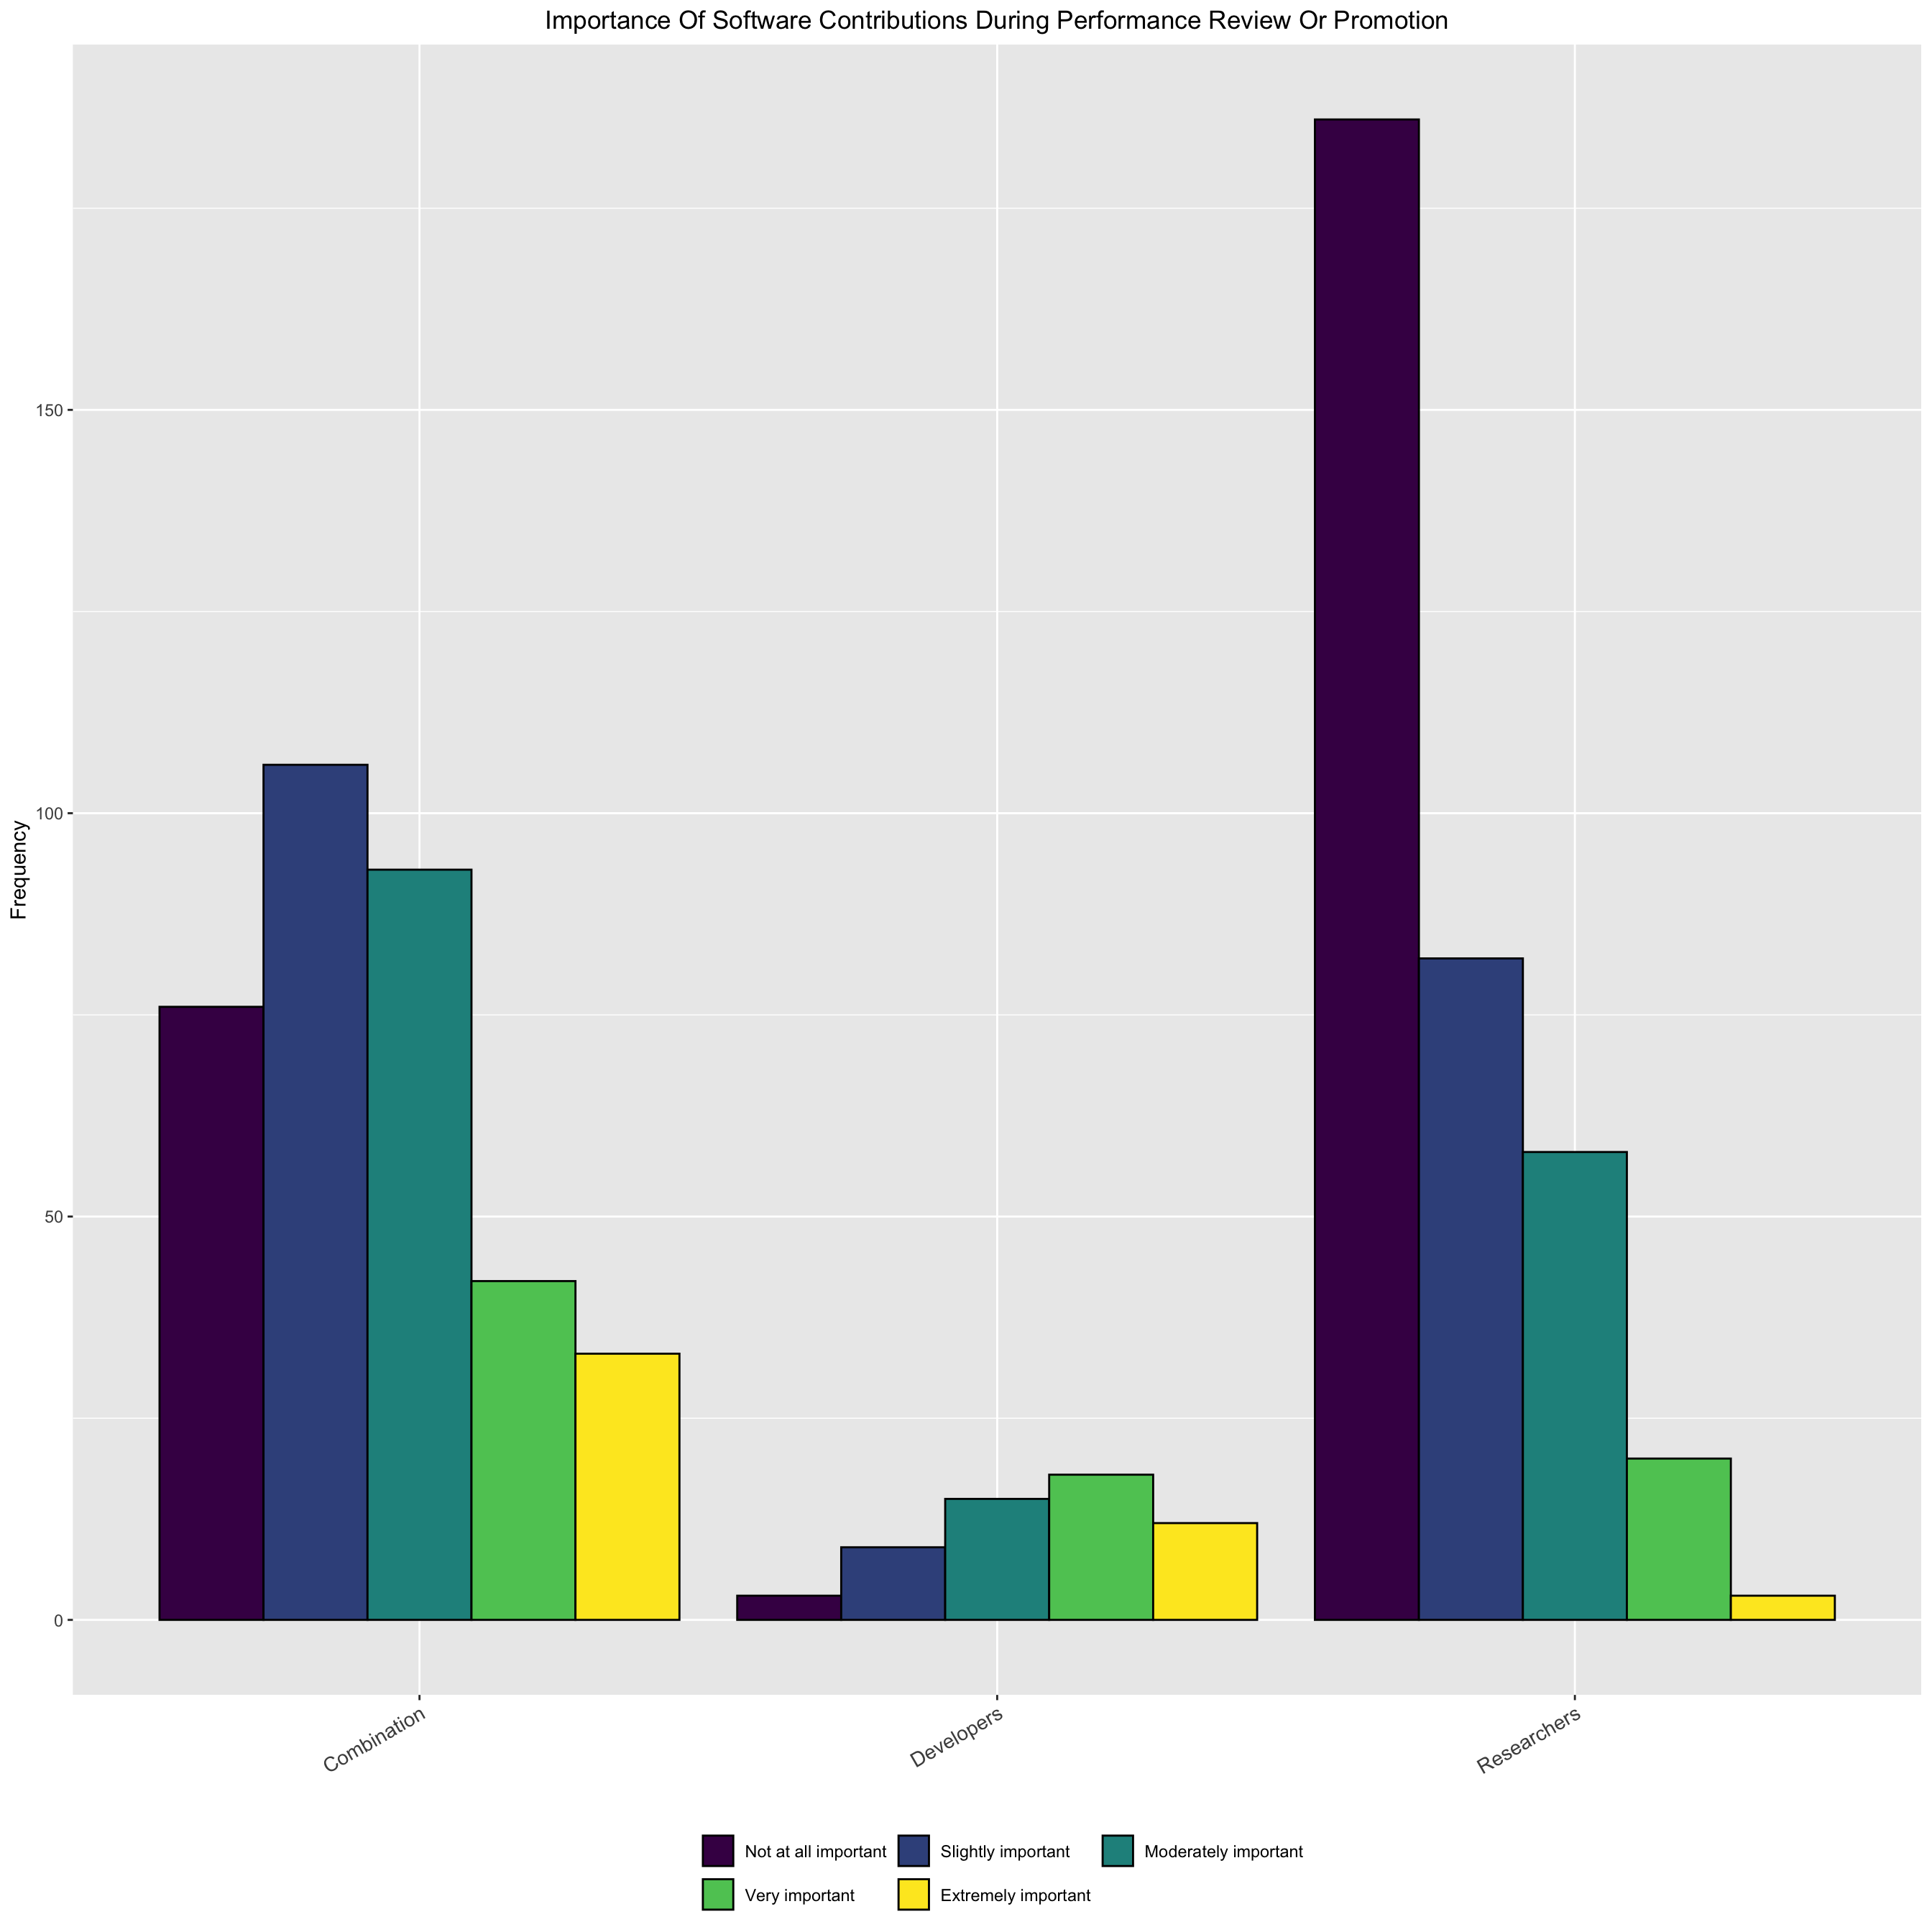 Importance Of Software Contributions During Performance Review Or Promotion
Frequency
150
100
50
0
Combination
Developers
Researchers
Not at all important
Slightly important
Moderately important
Very important
Extremely important